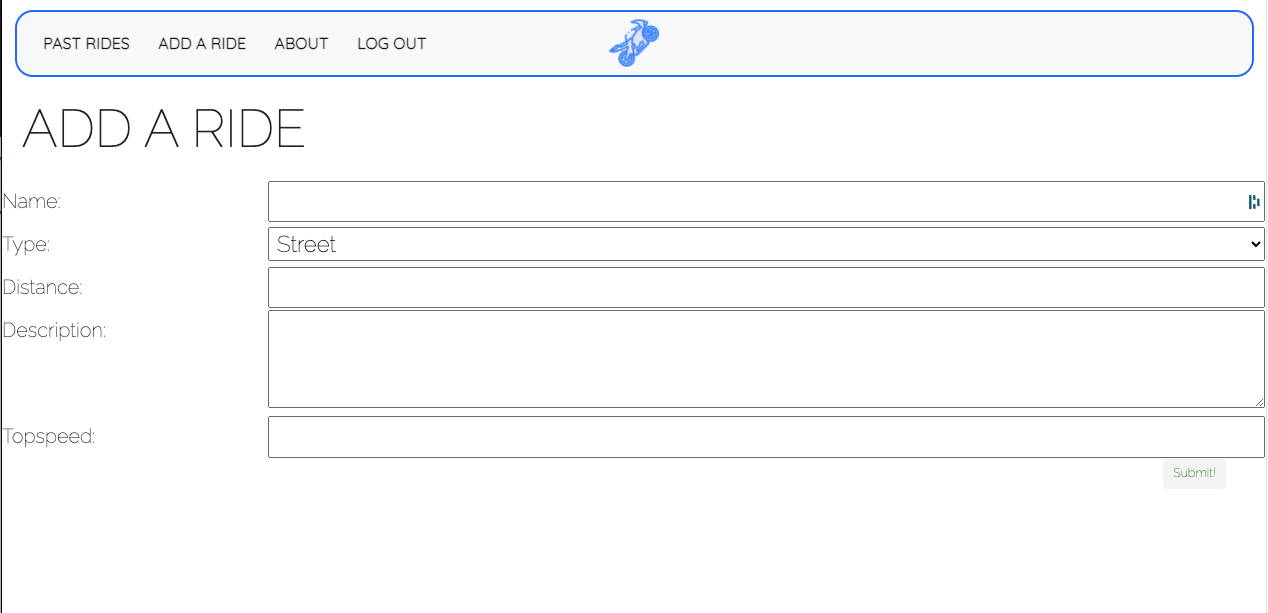 PAST RIDES ADD A RIDE ABOUT LOG OUT
ADD A RIDE
Name:
Type: Street
Distance:
Description:
Topspeed:
Submit!